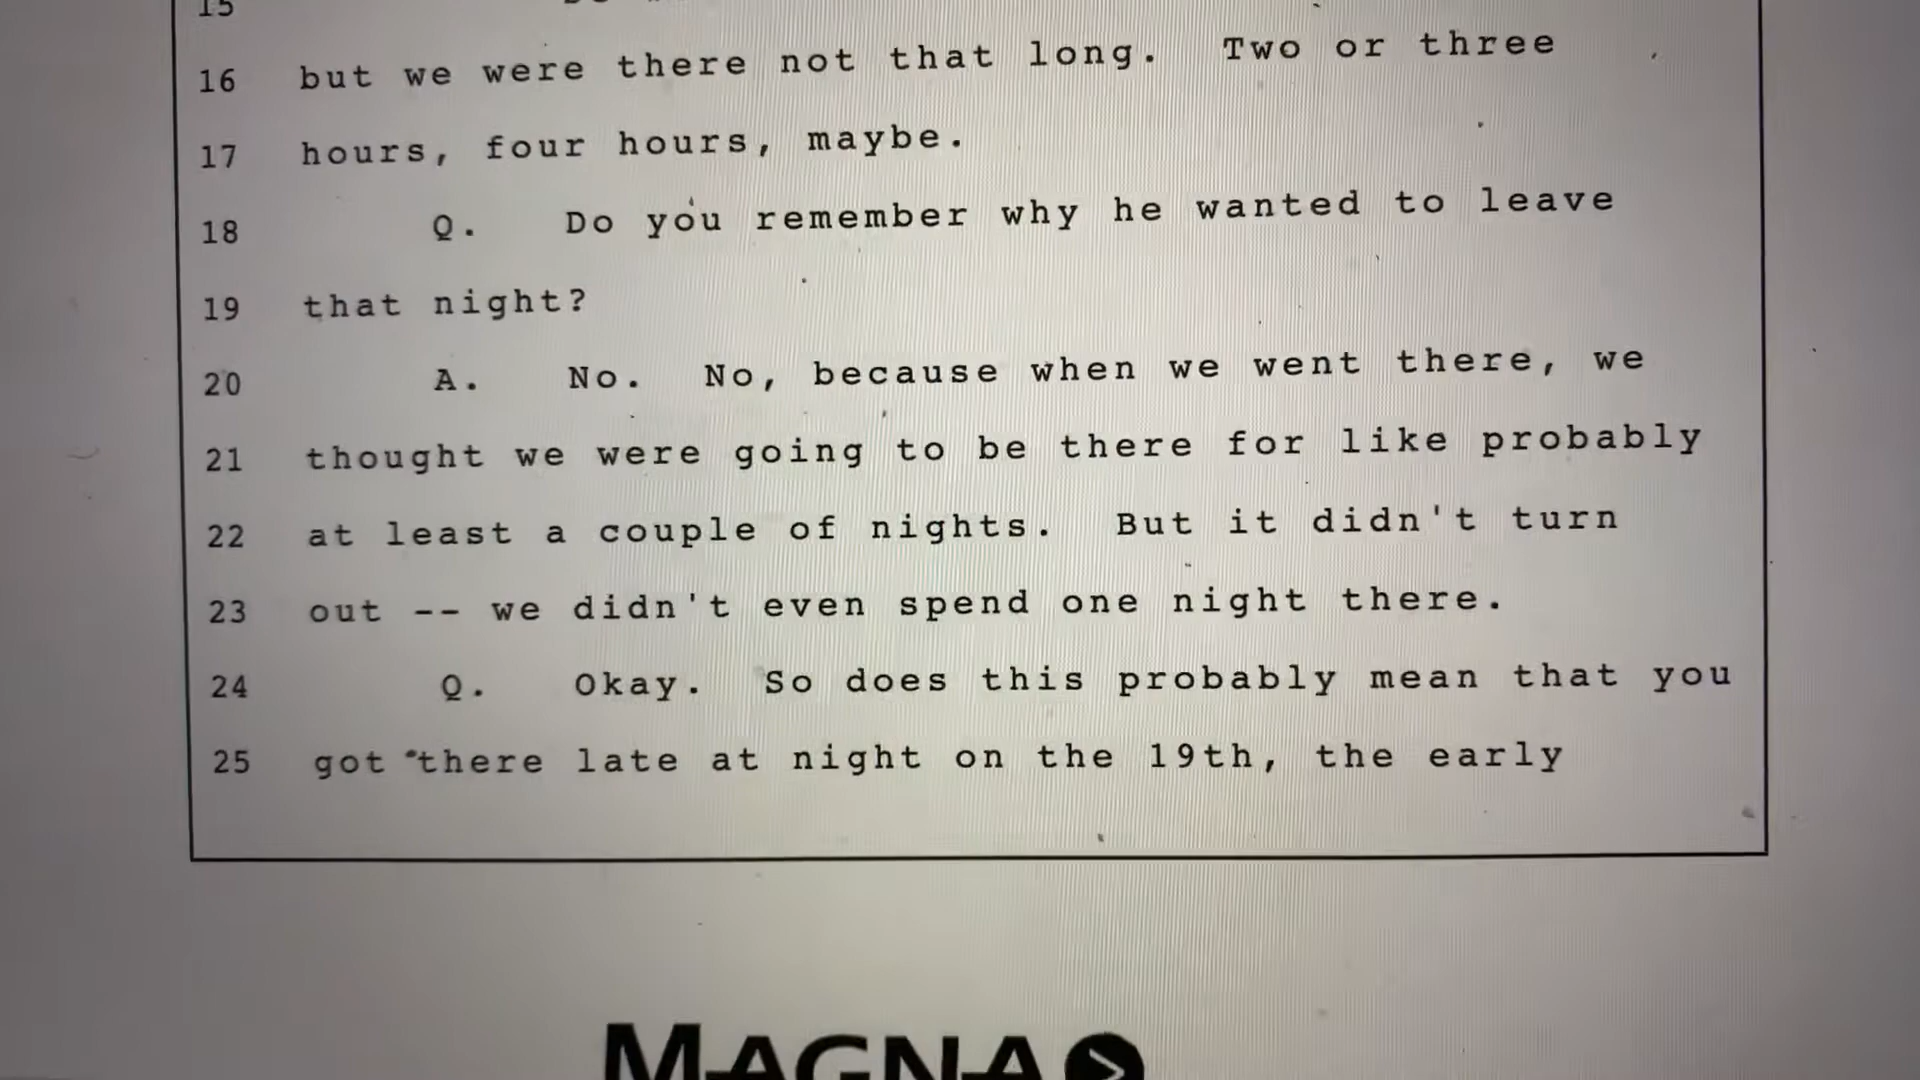 15
16 but we were there not that long. Two or three
17 hours, four hours, maybe.
18 Q. Do you remember why he wanted to leave
19 that night?
20 A. No. No, because when we went there, we
21 thought we were going to be there for like probably
22 at least a couple of nights. But it didn't turn
23 out -- we didn't even spend one night there.
24 Q. Okay. So does this probably mean that you
25 got there late at night on the 19th, the early
MAGNA